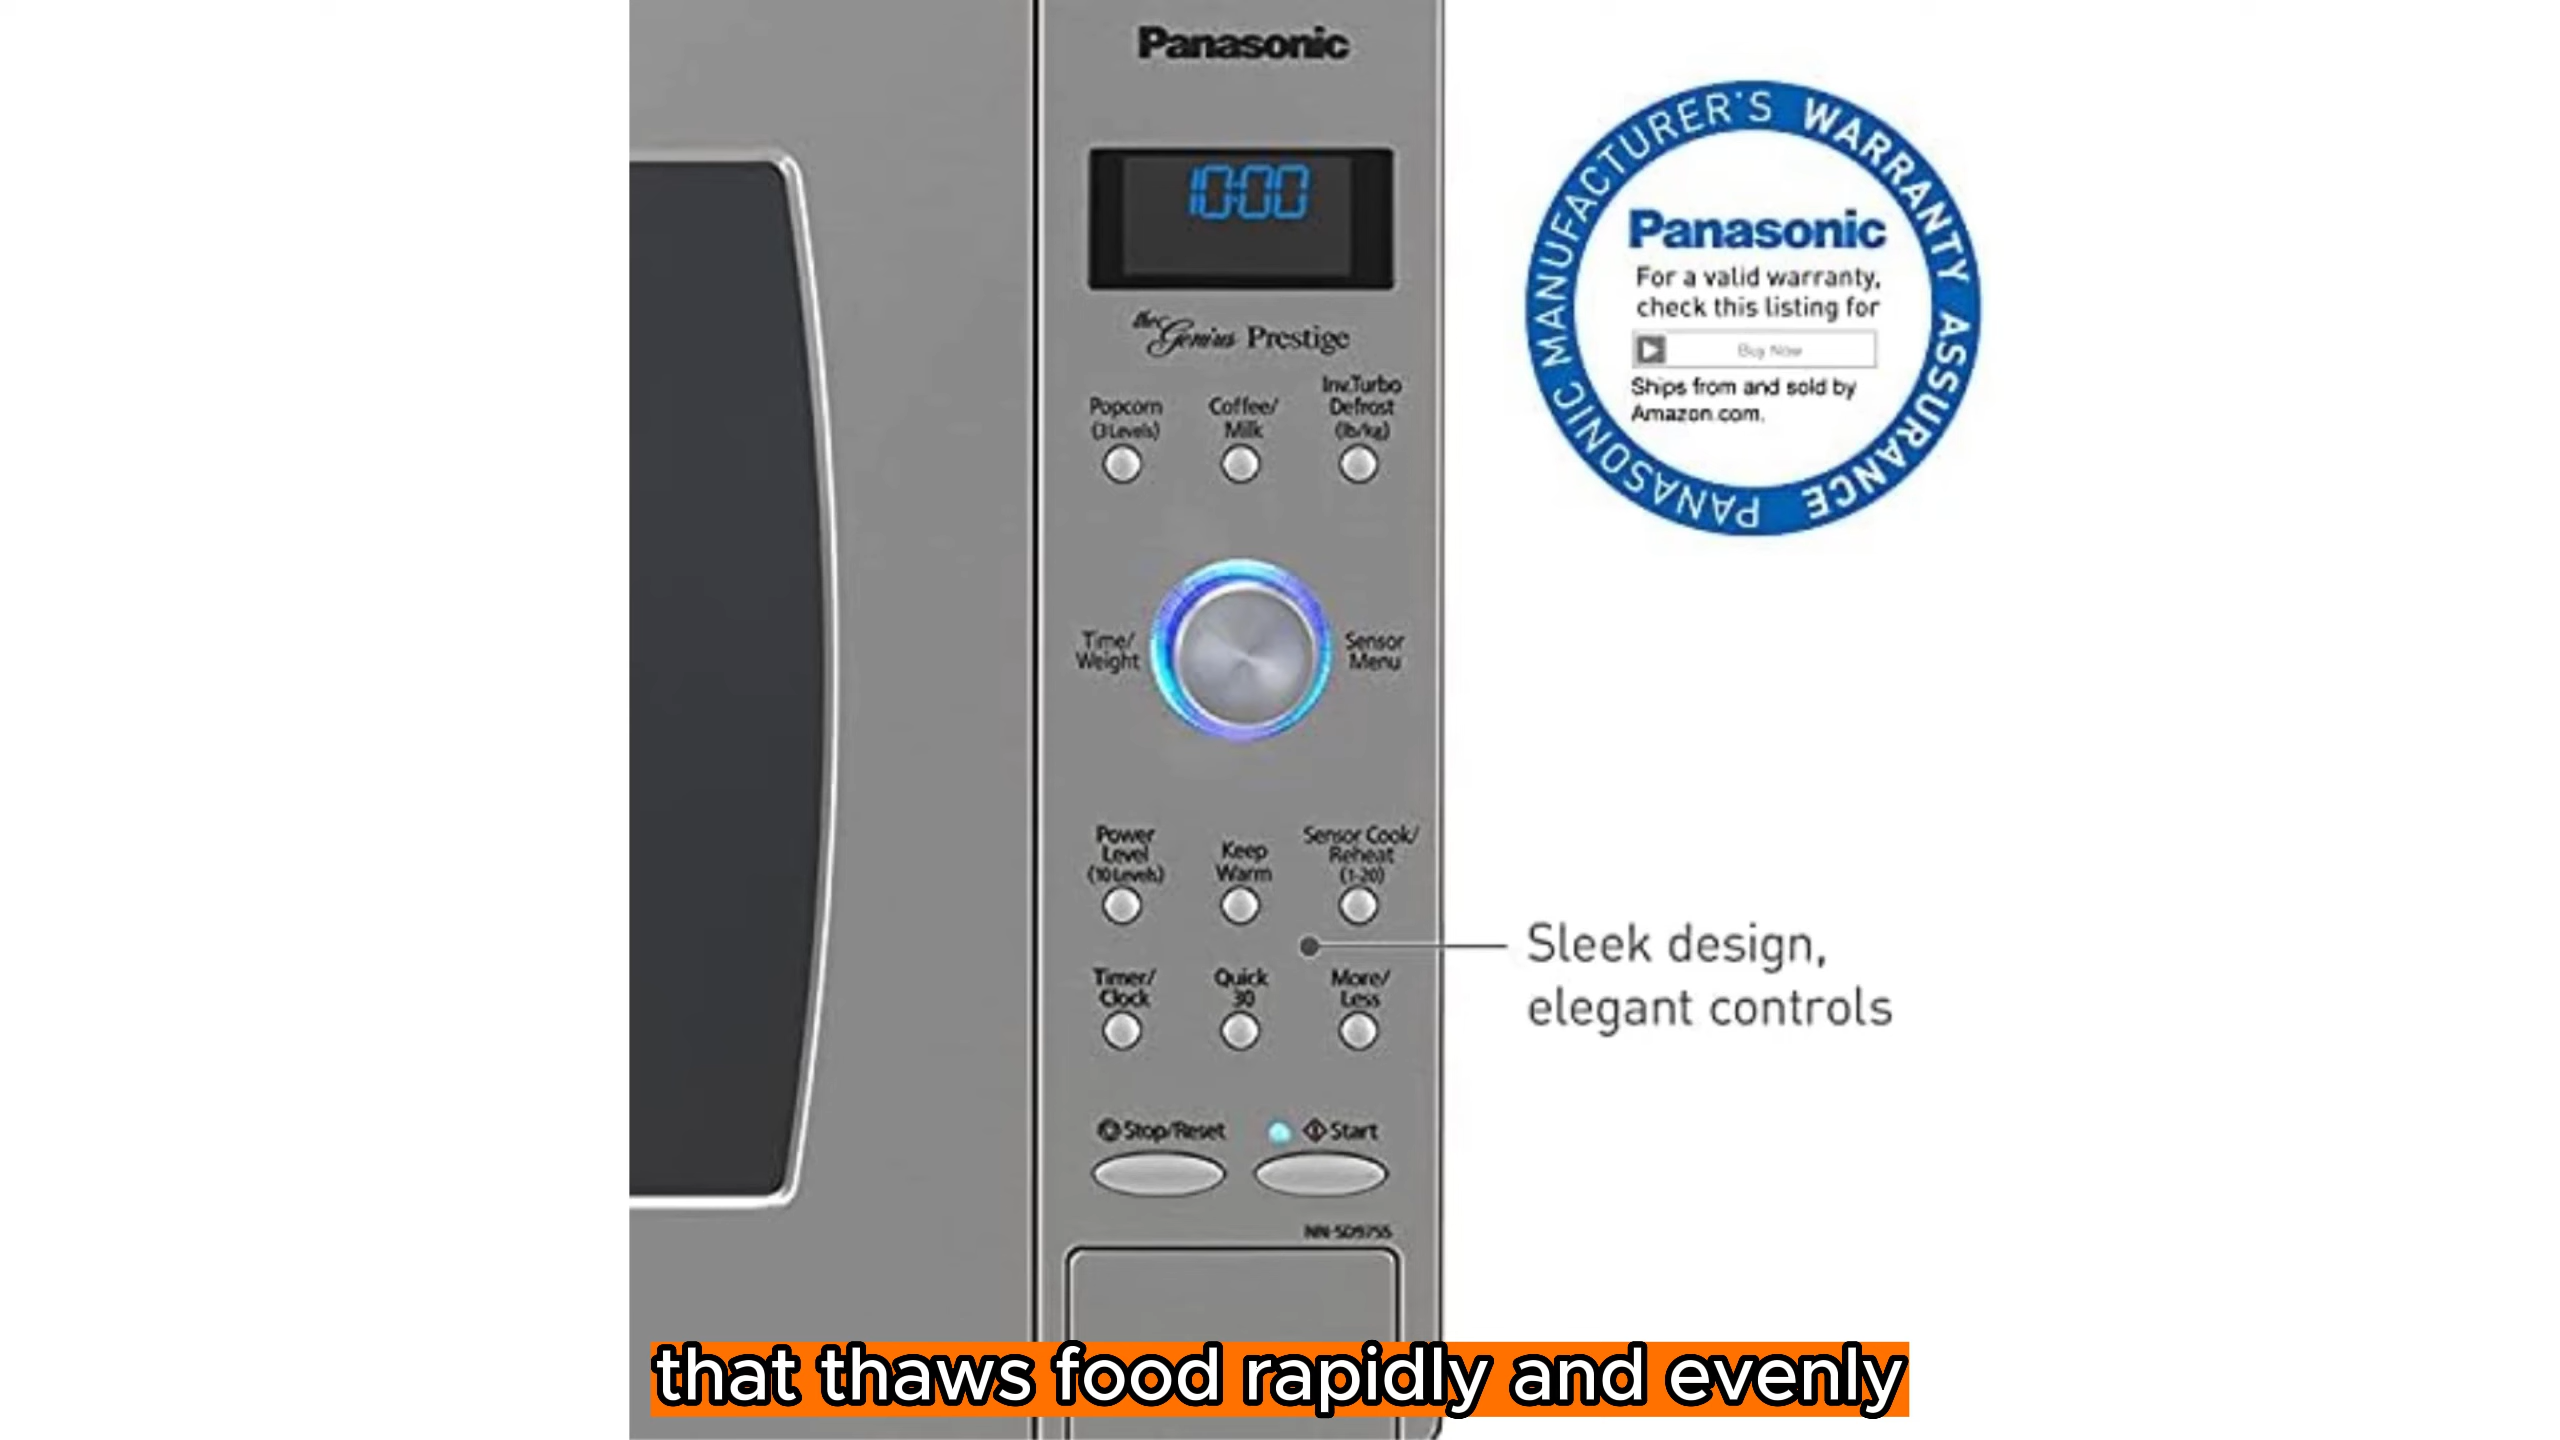 Panasonic
10:00
the Genius Prestige
Popcorn
(3 Levels)
Coffee/
Milk
Inv.Turbo
Defrost
(lb/kg)
Time/
Weight
Sensor
Menu
Power
Level
(10 Levels)
Keep
Warm
Sensor Cook/
Reheat
(1-20)
Timer/
Clock
Quick
30
More/
Less
Stop/Reset
Start
NN-SD975S
PANASONIC MANUFACTURER'S WARRANTY ASSURANCE
Panasonic
For a valid warranty,
check this listing for
Buy Now
Ships from and sold by
Amazon.com.
Sleek design,
elegant controls
that thaws food rapidly and evenly